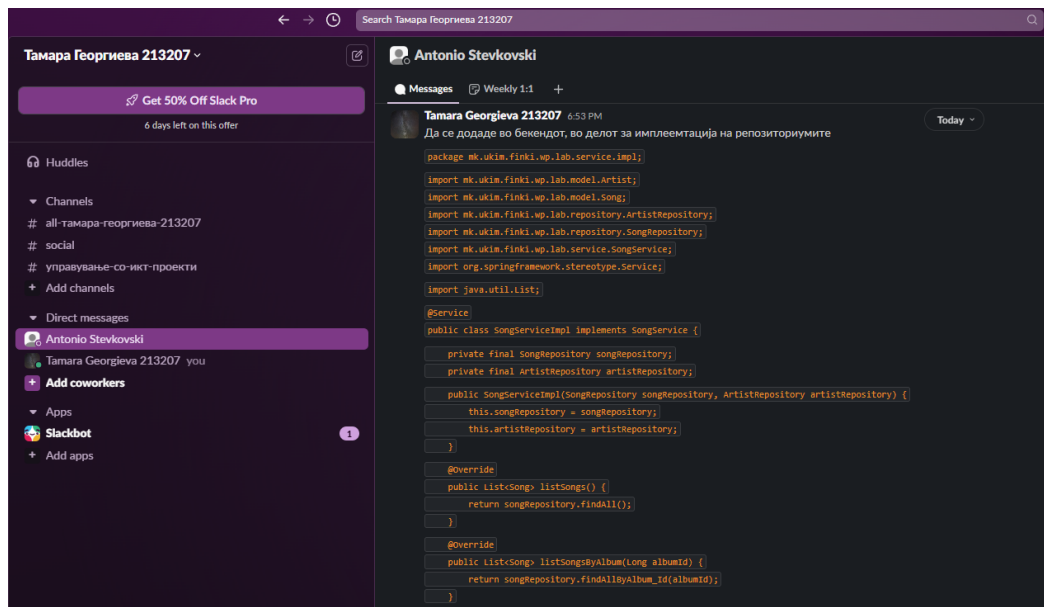 Search Тамара Георгиева 213207
Тамара Георгиева 213207
Get 50% Off Slack Pro
6 days left on this offer
Huddles
Channels
# all-тамара-георгиева-213207
# social
# управување-со-икт-проекти
+ Add channels
Direct messages
Antonio Stevkovski
Tamara Georgieva 213207 you
+ Add coworkers
Apps
Slackbot 1
+ Add apps
Antonio Stevkovski
Messages Weekly 1:1 +
Tamara Georgieva 213207 6:53 PM
Today
Да се додаде во бекендот, во делот за имплеемтација на репозиториумите
package mk.ukim.finki.wp.lab.service.impl;
import mk.ukim.finki.wp.lab.model.Artist;
import mk.ukim.finki.wp.lab.model.Song;
import mk.ukim.finki.wp.lab.repository.ArtistRepository;
import mk.ukim.finki.wp.lab.repository.SongRepository;
import mk.ukim.finki.wp.lab.service.SongService;
import org.springframework.stereotype.Service;
import java.util.List;
@Service
public class SongServiceImpl implements SongService {
    private final SongRepository songRepository;
    private final ArtistRepository artistRepository;
    public SongServiceImpl(SongRepository songRepository, ArtistRepository artistRepository) {
        this.songRepository = songRepository;
        this.artistRepository = artistRepository;
    }
    @Override
    public List<Song> listSongs() {
        return songRepository.findAll();
    }
    @Override
    public List<Song> listSongsByAlbum(Long albumId) {
        return songRepository.findAllByAlbum_Id(albumId);
    }